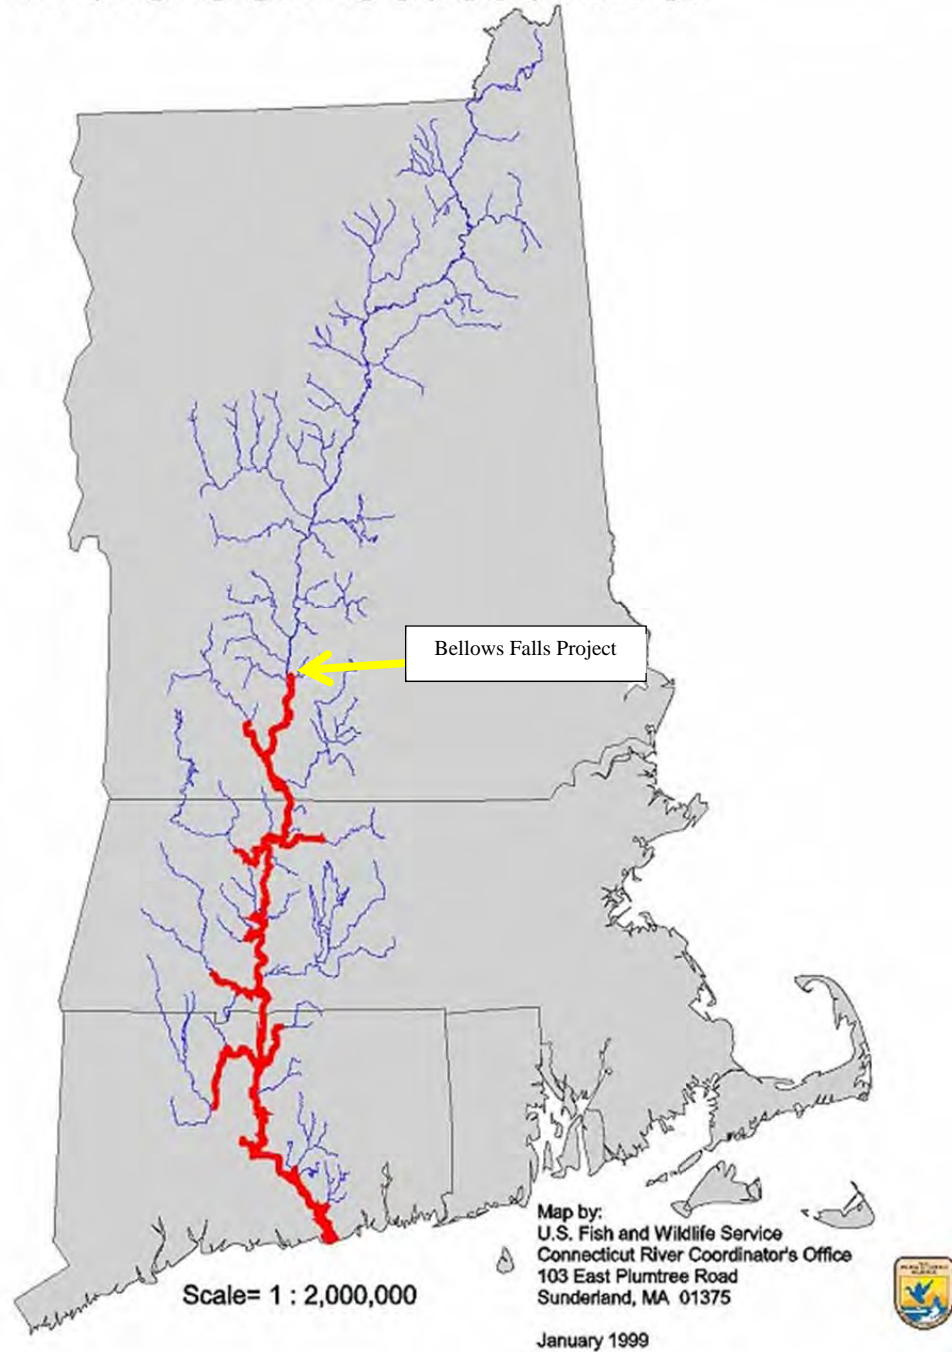 Bellows Falls Project
Map by:
U.S. Fish and Wildlife Service
Connecticut River Coordinator's Office
103 East Plumtree Road
Sunderland, MA 01375
Scale= 1 : 2,000,000
January 1999